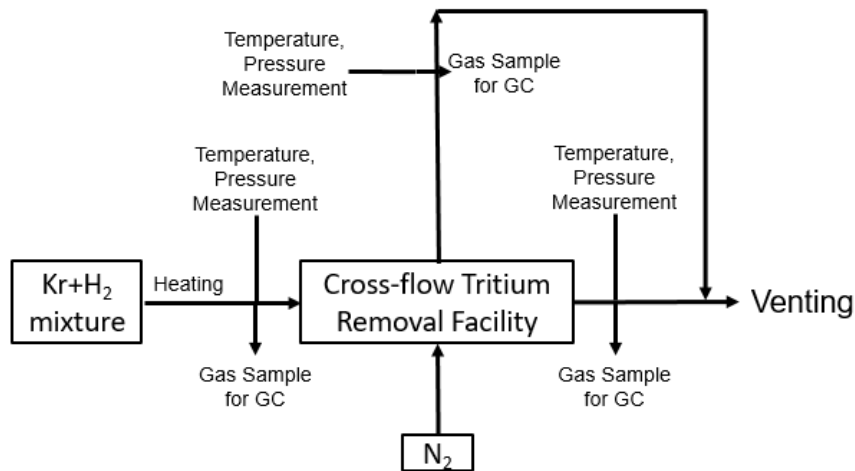 Temperature,
Pressure
Measurement
Gas Sample
for GC
Temperature,
Pressure
Measurement
Temperature,
Pressure
Measurement
Kr+H₂
mixture
Heating
Cross-flow Tritium
Removal Facility
Venting
Gas Sample
for GC
Gas Sample
for GC
N₂